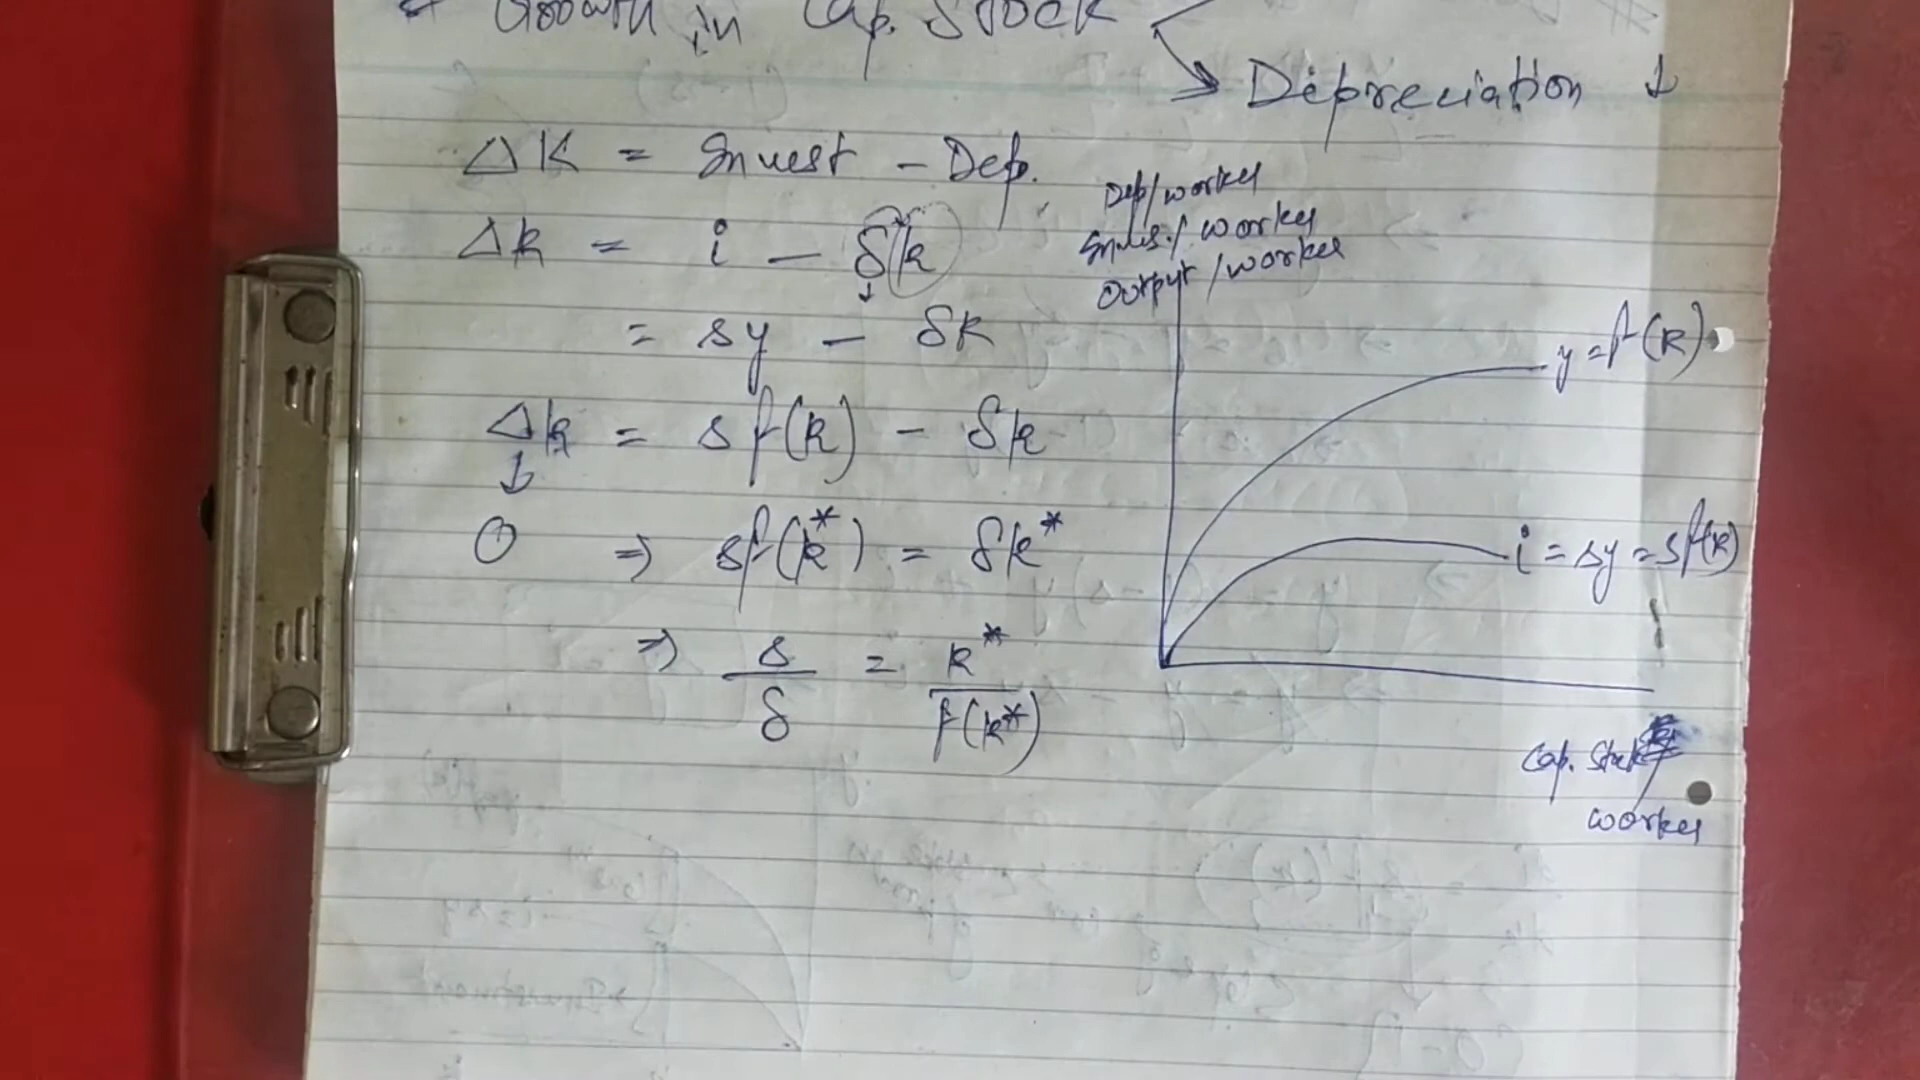 Growth in Cap. Stock
Depreciation ↓
ΔK = Invest - Dep.
Δk = i - δk
= sy - δk
Δk = sf(k) - δk
0 ⇒ sf(k*) = δk*
⇒ s/δ = k*/f(k*)
Dep/worker
Invs./worker
Output/worker
y = f(k)
i = sy = sf(k)
Cap. Stock/
worker